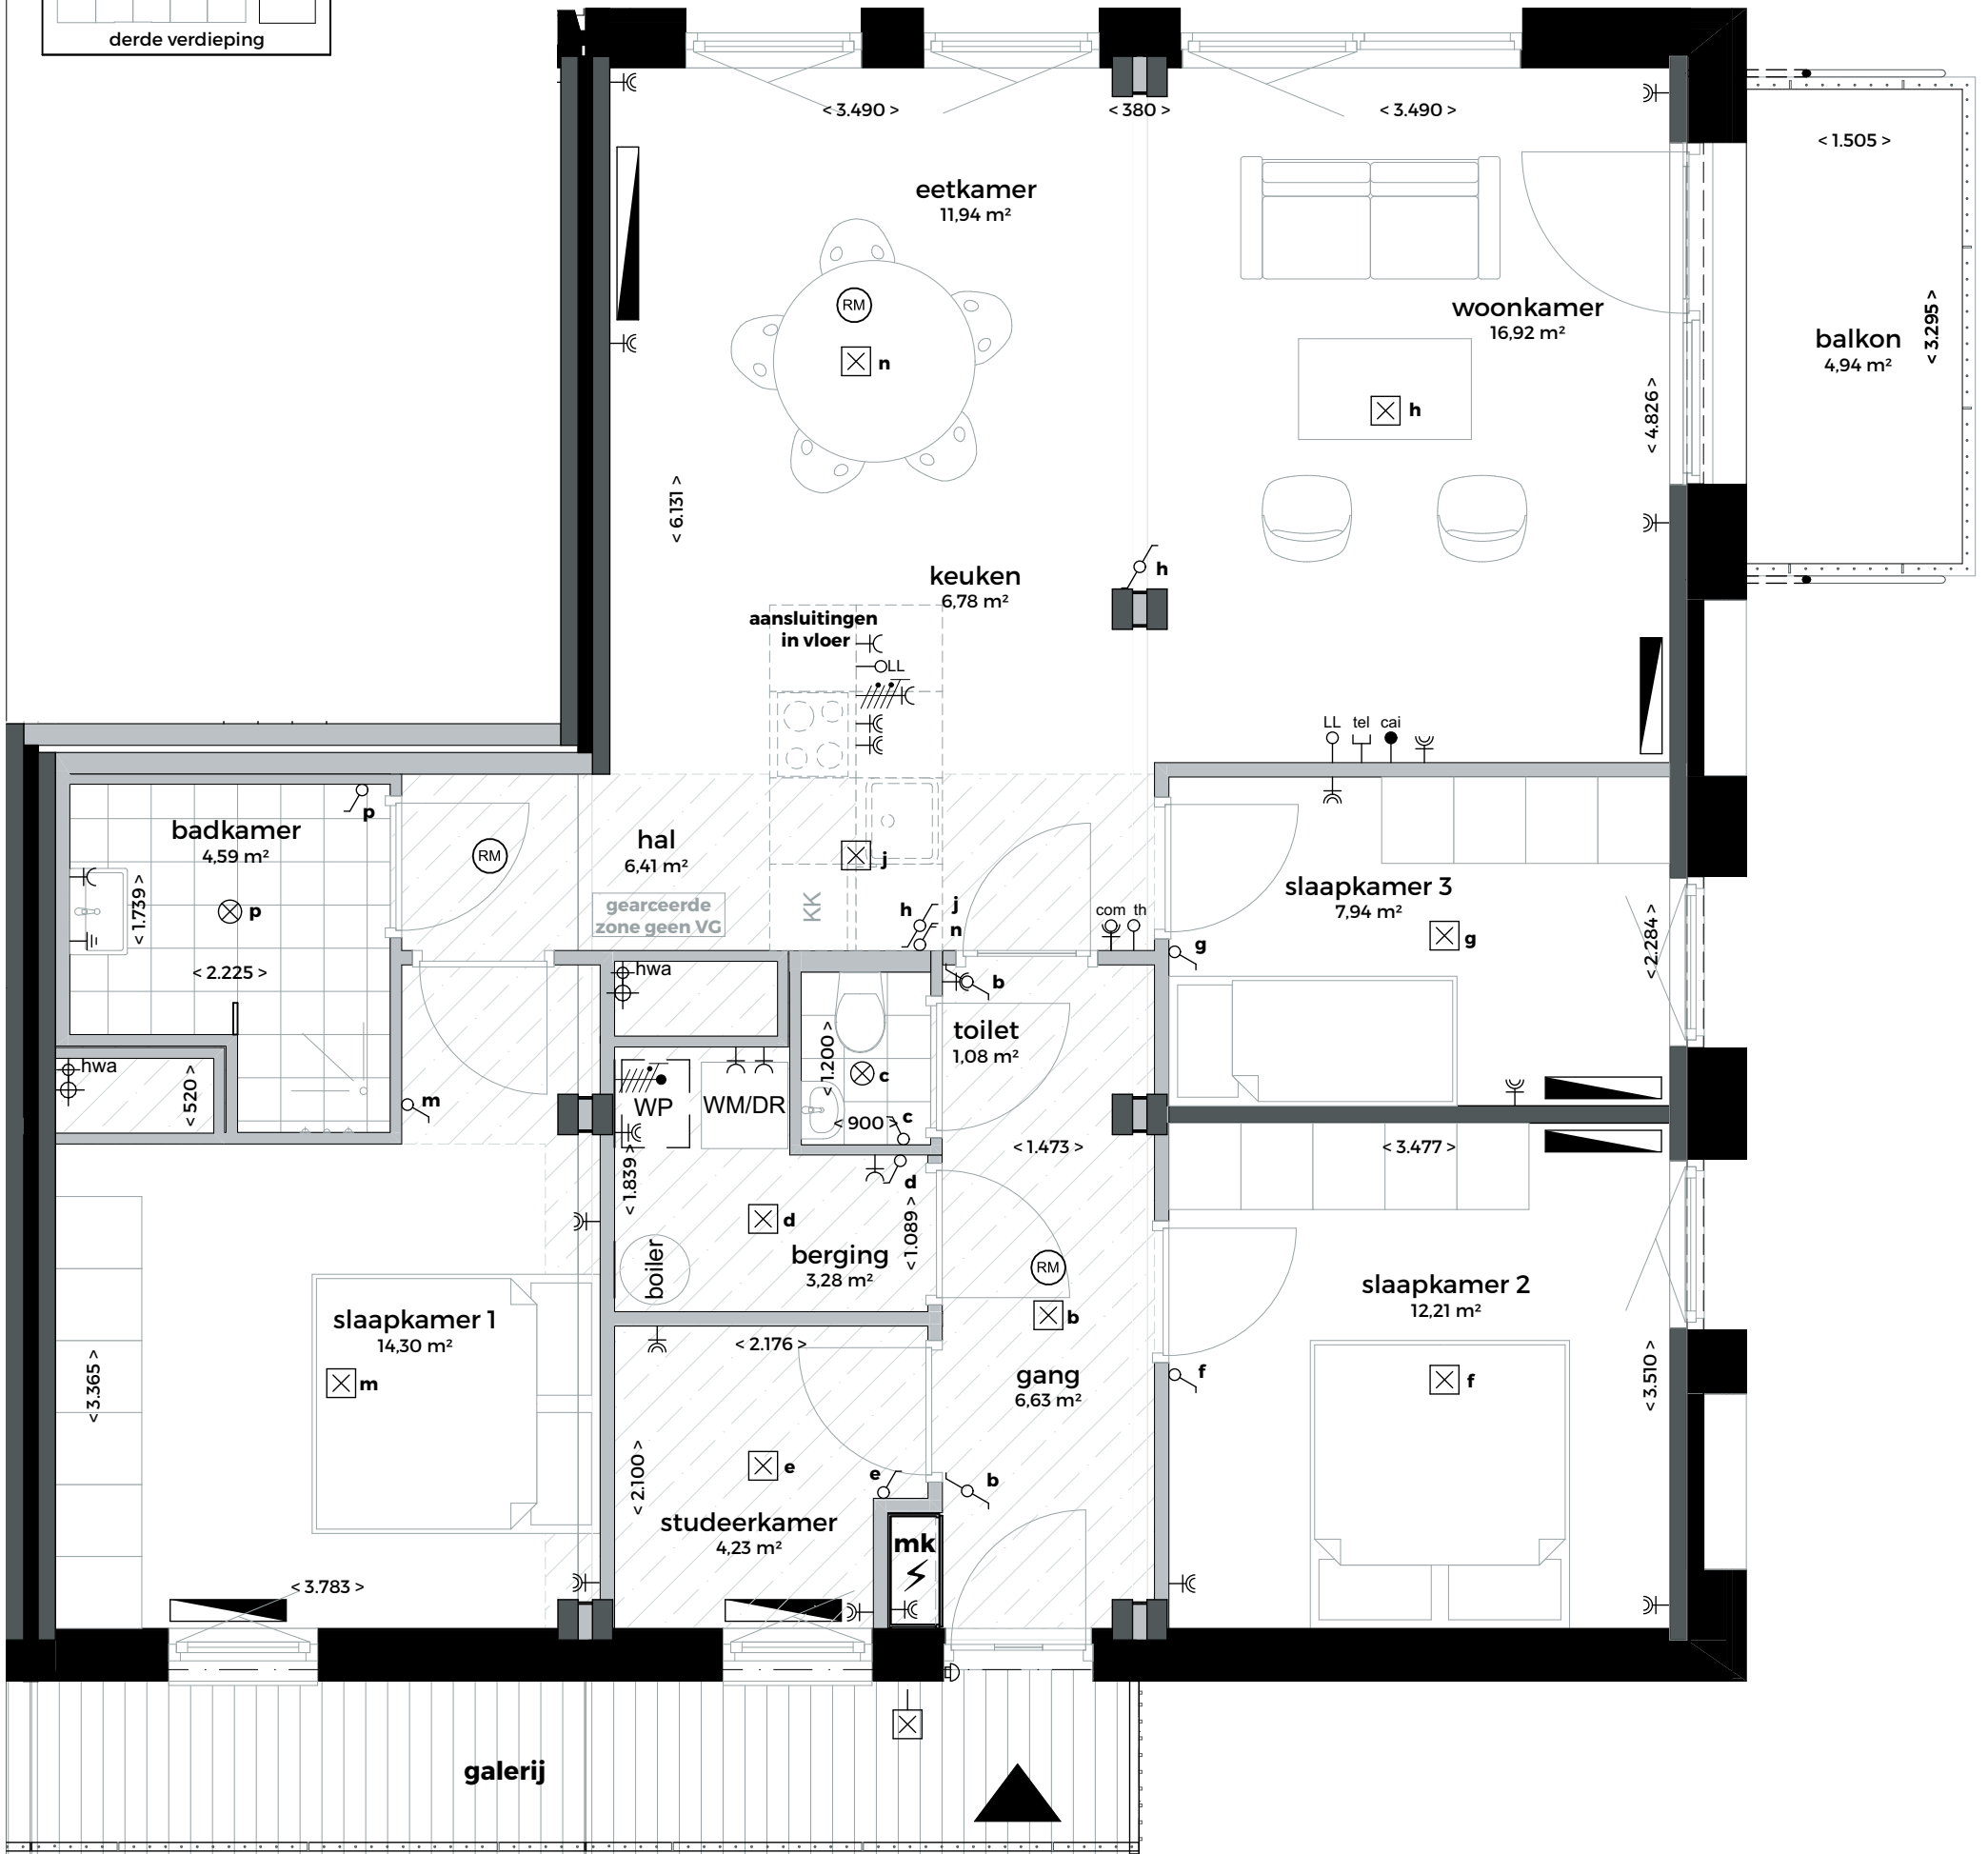 derde verdieping
< 3.490 >
< 380 >
< 3.490 >
< 1.505 >
eetkamer
11,94 m²
RM
n
woonkamer
16,92 m²
h
< 4.826 >
balkon
4,94 m²
< 3.295 >
< 6.131 >
keuken
6,78 m²
h
aansluitingen
in vloer
LL
LL tel cai
badkamer
4,59 m²
p
p
< 1.739 >
< 2.225 >
RM
hal
6,41 m²
gearceerde
zone geen VG
KK
j
h j
n
com th
slaapkamer 3
7,94 m²
g
g
< 2.284 >
hwa
hwa
< 520 >
m
b
toilet
1,08 m²
< 1.200 >
c
< 900 >
c
WP
WM/DR
< 1.839 >
d
d
< 1.089 >
berging
3,28 m²
boiler
< 1.473 >
RM
b
< 3.477 >
slaapkamer 2
12,21 m²
f
f
< 3.510 >
slaapkamer 1
14,30 m²
m
< 3.365 >
< 3.783 >
< 2.176 >
gang
6,63 m²
e
e
b
< 2.100 >
studeerkamer
4,23 m²
mk
galerij